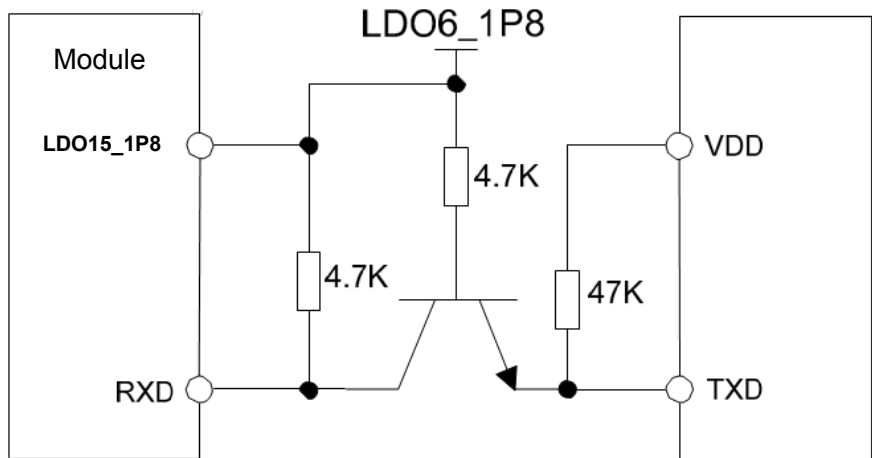 LDO6_1P8
Module
LDO15_1P8
VDD
4.7K
4.7K
47K
RXD
TXD